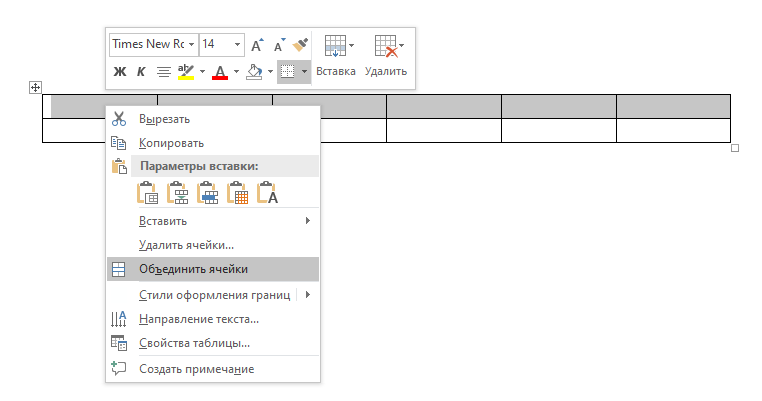 Times New Ro 14
Ж К ab А Вставка Удалить
Вырезать
Копировать
Параметры вставки:
А
Вставить
Удалить ячейки...
Объединить ячейки
Стили оформления границ
Направление текста...
Свойства таблицы...
Создать примечание